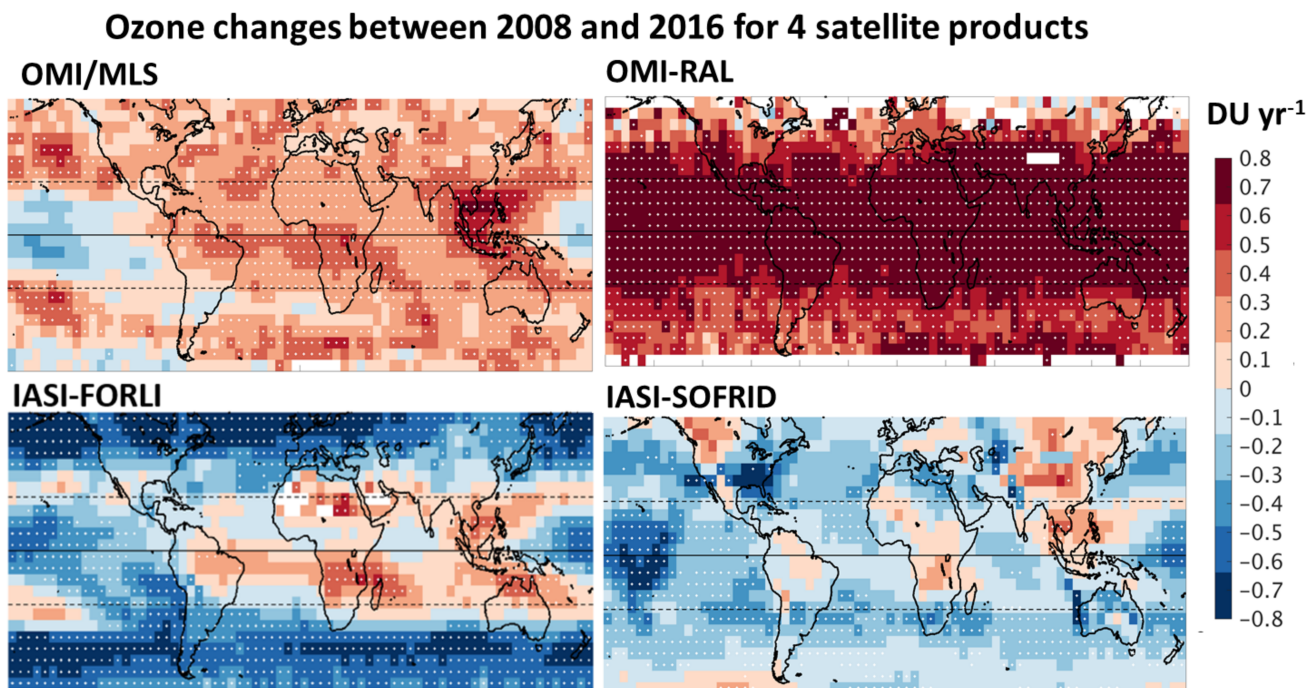 Ozone changes between 2008 and 2016 for 4 satellite products
OMI/MLS
OMI-RAL
DU yr-1
0.8
0.7
0.6
0.5
0.4
0.3
0.2
0.1
0
−0.1
−0.2
−0.3
−0.4
−0.5
−0.6
−0.7
−0.8
IASI-FORLI
IASI-SOFRID